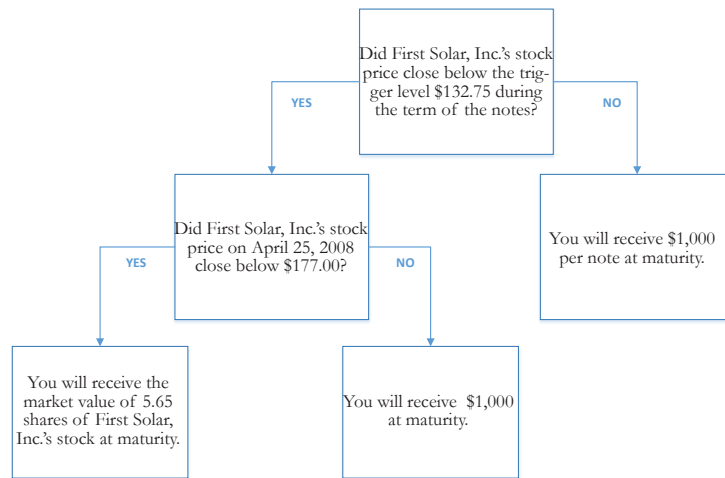 Did First Solar, Inc.'s stock
price close below the trig-
ger level $132.75 during
the term of the notes?
YES
NO
Did First Solar, Inc.'s stock
price on April 25, 2008
close below $177.00?
You will receive $1,000
per note at maturity.
YES
NO
You will receive the
market value of 5.65
shares of First Solar,
Inc.'s stock at maturity.
You will receive $1,000
at maturity.